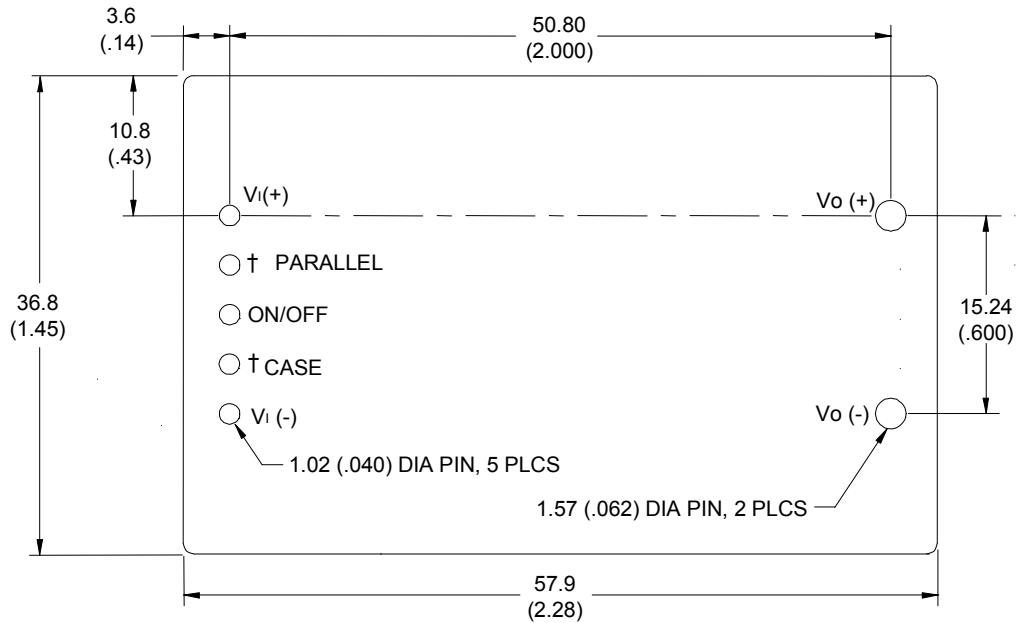 3.6
(.14)
50.80
(2.000)
10.8
(.43)
VI(+)
Vo (+)
† PARALLEL
36.8
(1.45)
ON/OFF
15.24
(.600)
† CASE
VI (-)
Vo (-)
1.02 (.040) DIA PIN, 5 PLCS
1.57 (.062) DIA PIN, 2 PLCS
57.9
(2.28)